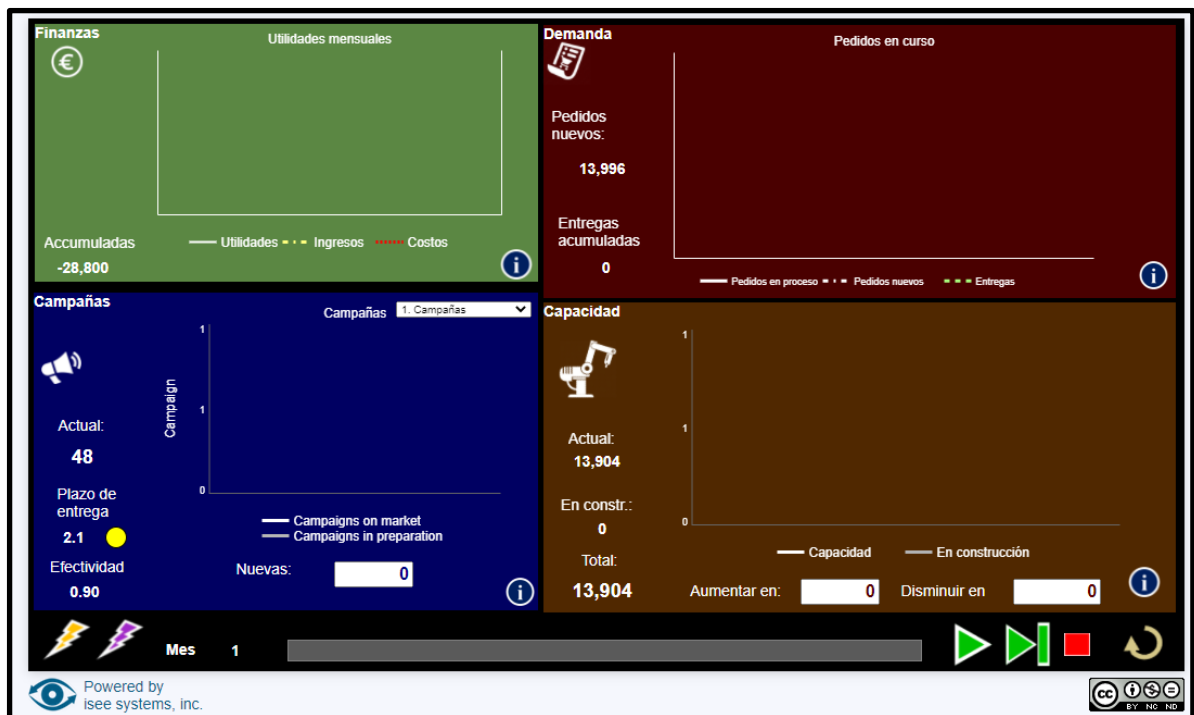 Finanzas
Utilidades mensuales
€
Accumuladas
-28,800
Utilidades
Ingresos
Costos
i
Demanda
Pedidos en curso
Pedidos
nuevos:
13,996
Entregas
acumuladas
0
Pedidos en proceso
Pedidos nuevos
Entregas
i
Campañas
Campañas
1. Campañas
1
Campaign
1
0
Actual:
48
Plazo de
entrega
2.1
Efectividad
0.90
Campaigns on market
Campaigns in preparation
Nuevas:
0
i
Capacidad
1
1
0
Actual:
13,904
En constr.:
0
Total:
13,904
Capacidad
En construcción
Aumentar en:
0
Disminuir en
0
i
Mes
1
Powered by
isee systems, inc.
cc
BY NC ND